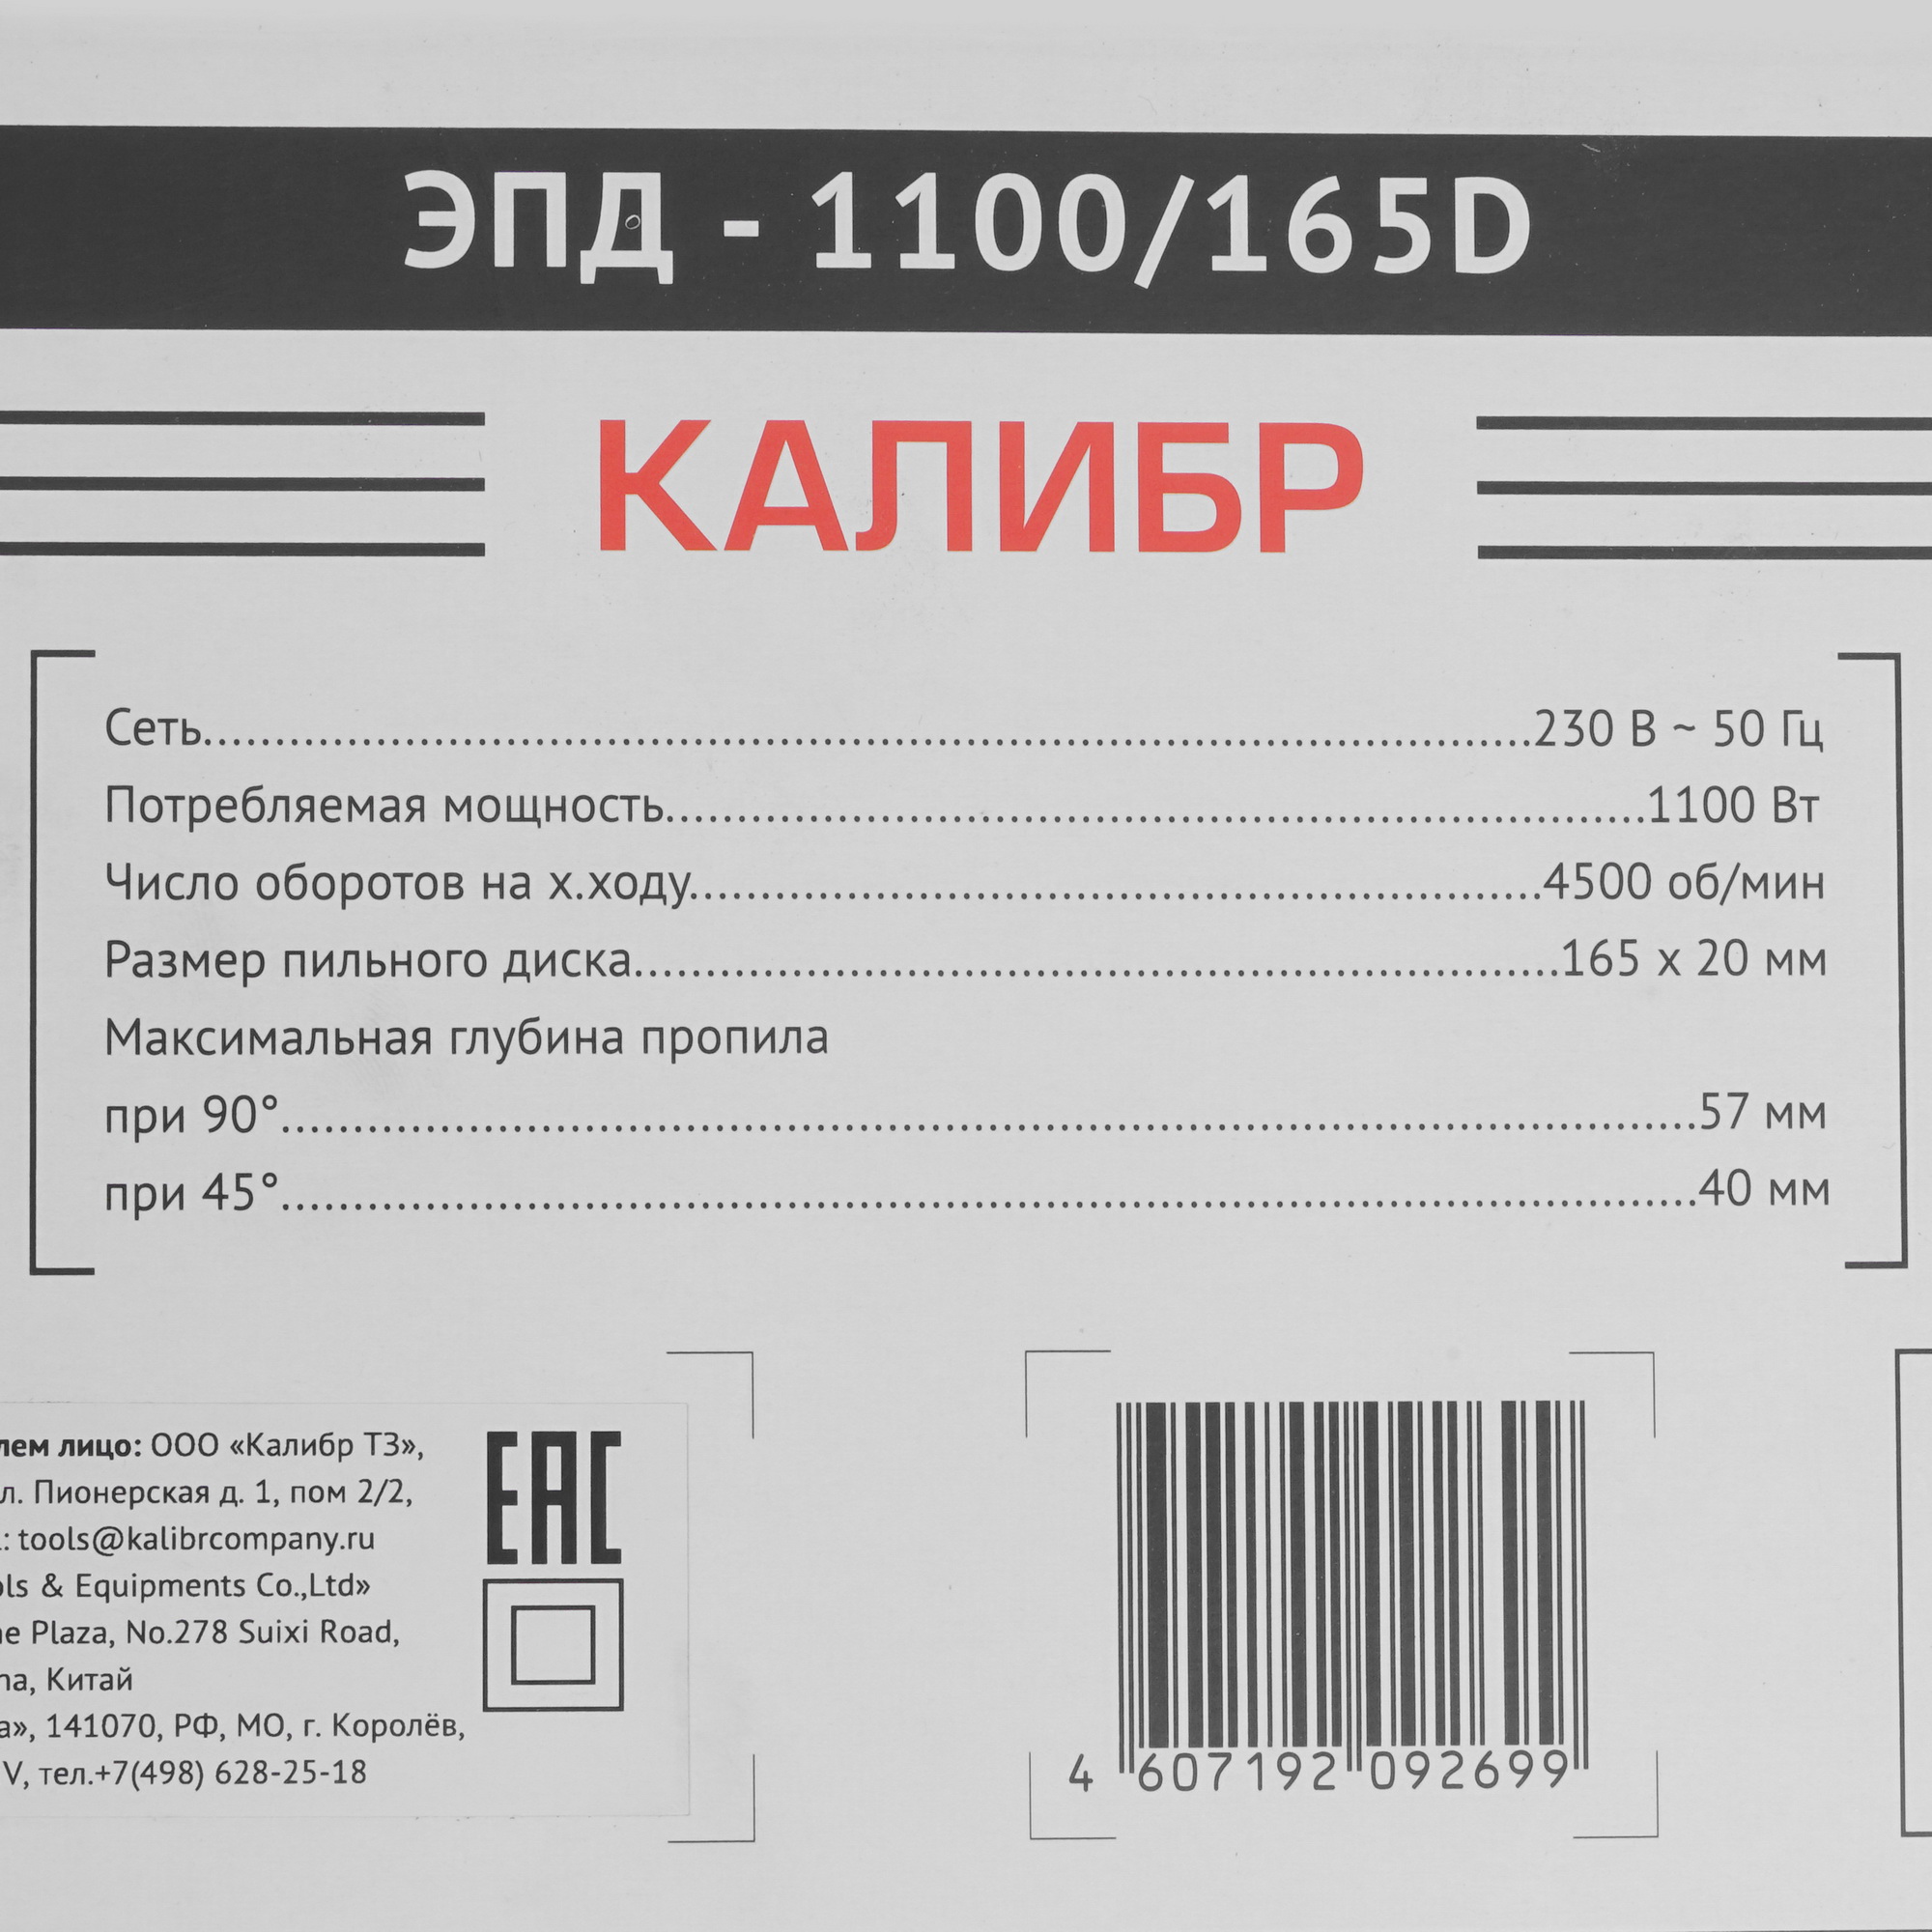 ЭПД - 1100/165D
КАЛИБР
Сеть..........230 В ~ 50 Гц
Потребляемая мощность..........1100 Вт
Число оборотов на х.ходу..........4500 об/мин
Размер пильного диска..........165 х 20 мм
Максимальная глубина пропила
при 90°..........57 мм
при 45°..........40 мм
лицо: ООО «Калибр ТЗ»,
Пионерская д. 1, пом 2/2,
tools@kalibrcompany.ru
& Equipments Co.,Ltd»
Plaza, No.278 Suixi Road,
Китай
141070, РФ, МО, г. Королёв,
V, тел.+7(498) 628-25-18
EAC
4 607192 092699